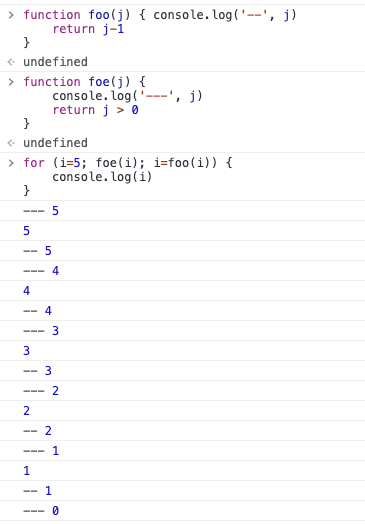 > function foo(j) { console.log('--', j)
      return j-1
  }
< undefined
> function foe(j) {
      console.log('---', j)
      return j > 0
  }
< undefined
> for (i=5; foe(i); i=foo(i)) {
      console.log(i)
  }
--- 5
5
-- 5
--- 4
4
-- 4
--- 3
3
-- 3
--- 2
2
-- 2
--- 1
1
-- 1
--- 0